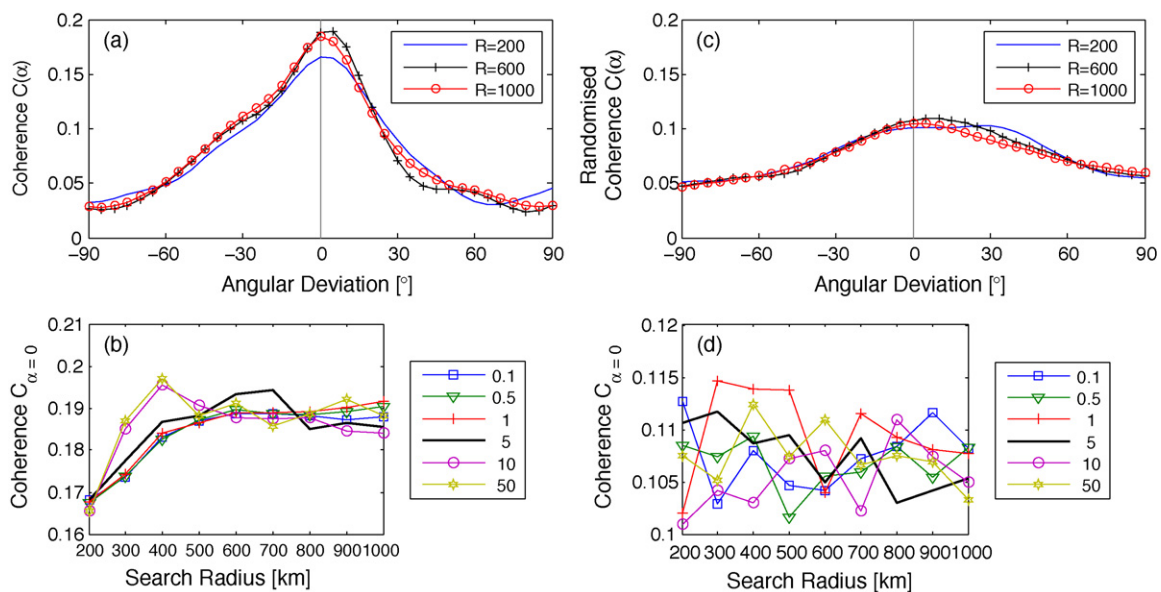 (a)
Coherence C(α)
0.2
0.15
0.1
0.05
0
R=200
R=600
R=1000
−90 −60 −30 0 30 60 90
Angular Deviation [°]
(c)
Randomised
Coherence C(α)
0.2
0.15
0.1
0.05
0
R=200
R=600
R=1000
−90 −60 −30 0 30 60 90
Angular Deviation [°]
(b)
Coherence C α = 0
0.21
0.2
0.19
0.18
0.17
0.16
200 300 400 500 600 700 800 9001000
Search Radius [km]
0.1
0.5
1
5
10
50
(d)
Coherence C α = 0
0.12
0.115
0.11
0.105
0.1
200 300 400 500 600 700 800 9001000
Search Radius [km]
0.1
0.5
1
5
10
50